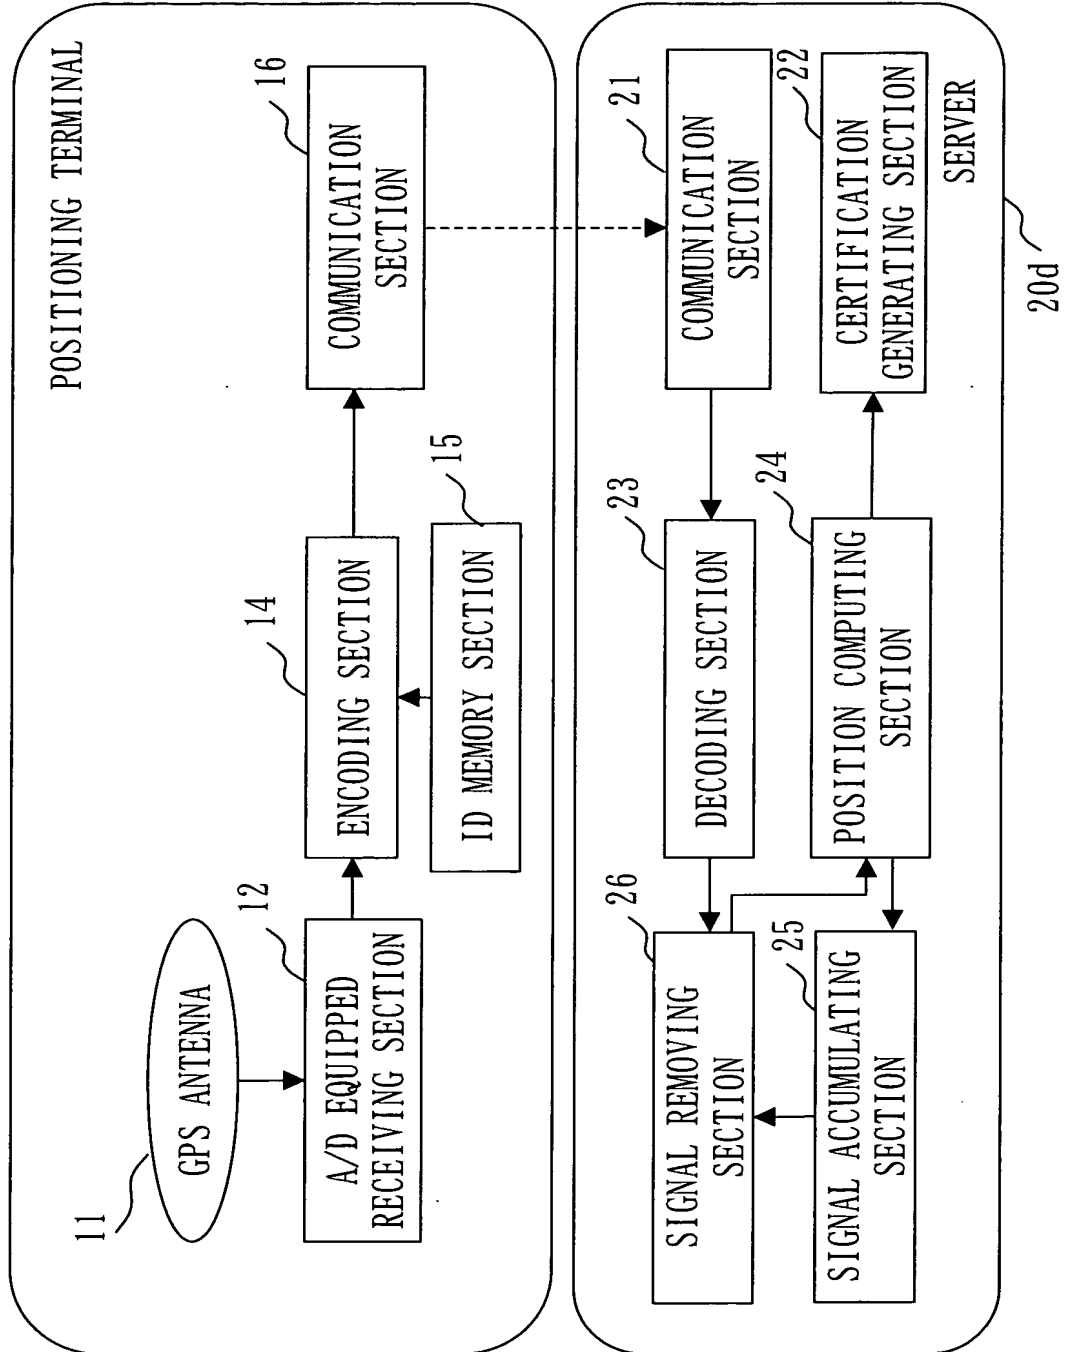 POSITIONING TERMINAL
11
GPS ANTENNA
12
A/D EQUIPPED
RECEIVING SECTION
14
ENCODING SECTION
15
ID MEMORY SECTION
16
COMMUNICATION
SECTION
21
COMMUNICATION
SECTION
23
DECODING SECTION
26
SIGNAL REMOVING
SECTION
25
SIGNAL ACCUMULATING
SECTION
24
POSITION COMPUTING
SECTION
22
CERTIFICATION
GENERATING SECTION
SERVER
20d